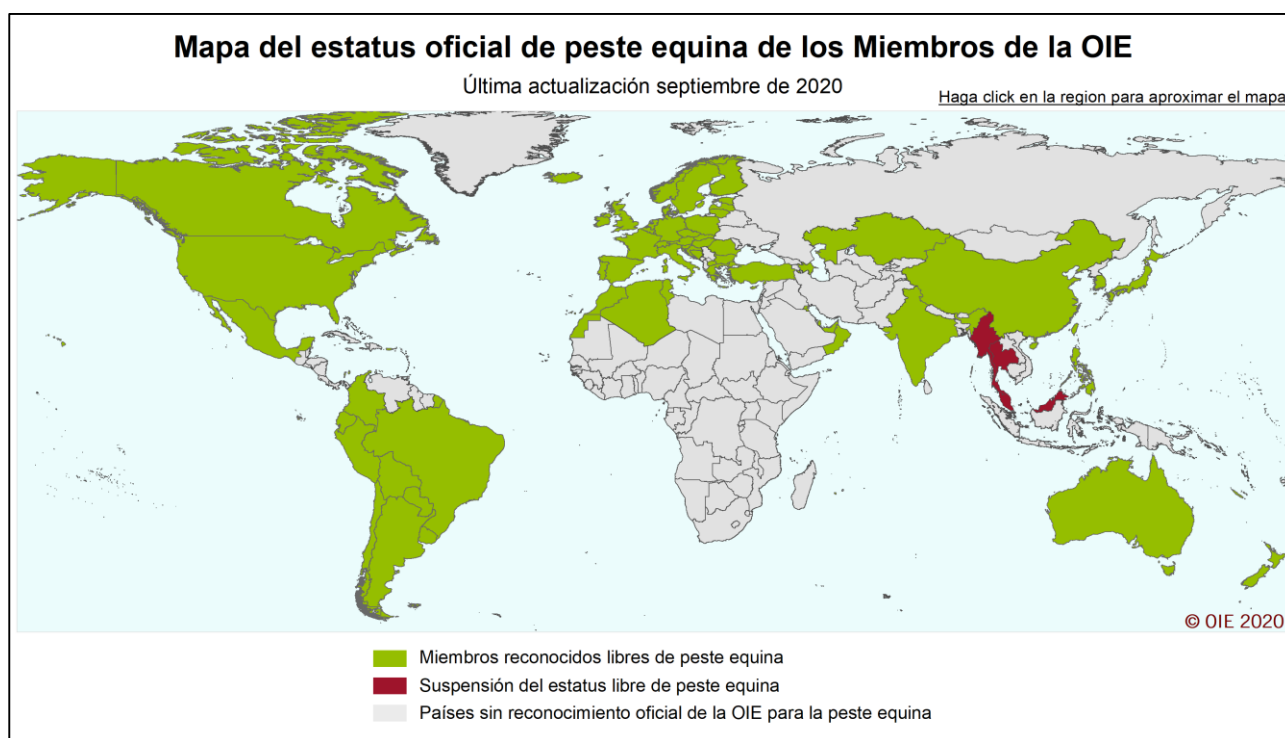 Mapa del estatus oficial de peste equina de los Miembros de la OIE
Última actualización septiembre de 2020
Haga click en la region para aproximar el mapa
© OIE 2020
Miembros reconocidos libres de peste equina
Suspensión del estatus libre de peste equina
Países sin reconocimiento oficial de la OIE para la peste equina